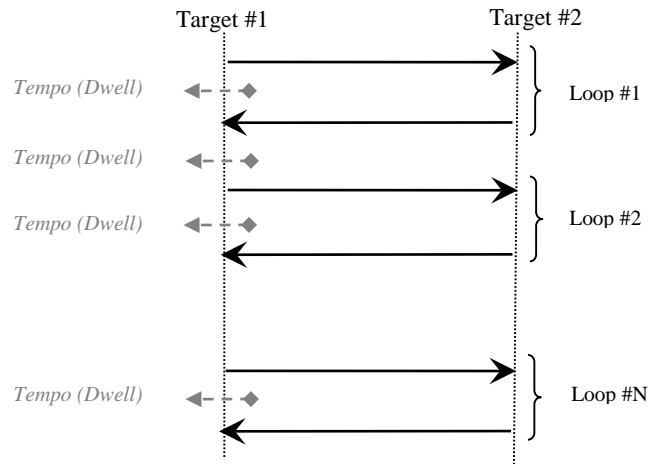 Target #1
Target #2
Tempo (Dwell)
Loop #1
Tempo (Dwell)
Tempo (Dwell)
Loop #2
Tempo (Dwell)
Loop #N